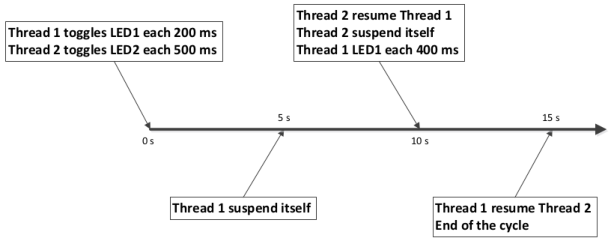 Thread 1 toggles LED1 each 200 ms
Thread 2 toggles LED2 each 500 ms
Thread 2 resume Thread 1
Thread 2 suspend itself
Thread 1 LED1 each 400 ms
5 s
15 s
0 s
10 s
Thread 1 suspend itself
Thread 1 resume Thread 2
End of the cycle